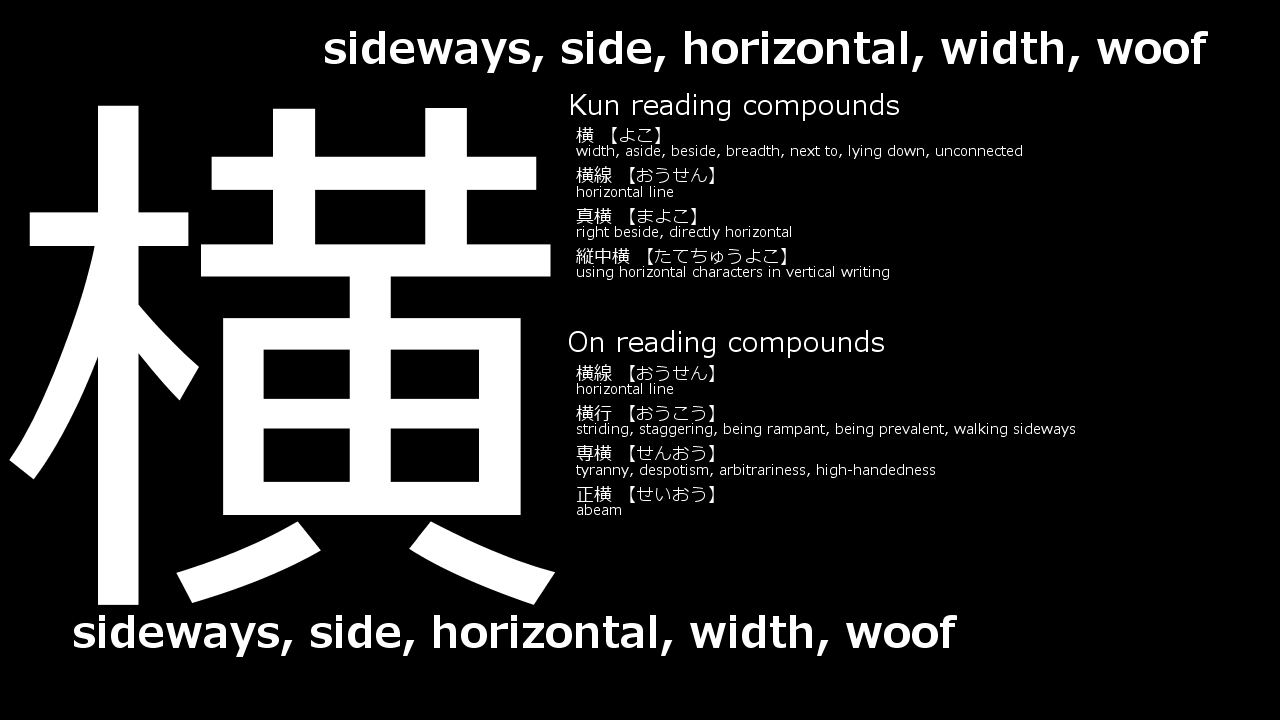 sideways, side, horizontal, width, woof
横
Kun reading compounds
横 【よこ】
width, aside, beside, breadth, next to, lying down, unconnected
横線 【おうせん】
horizontal line
真横 【まよこ】
right beside, directly horizontal
縦中横 【たてちゅうよこ】
using horizontal characters in vertical writing
On reading compounds
横線 【おうせん】
horizontal line
横行 【おうこう】
striding, staggering, being rampant, being prevalent, walking sideways
専横 【せんおう】
tyranny, despotism, arbitrariness, high-handedness
正横 【せいおう】
abeam
sideways, side, horizontal, width, woof